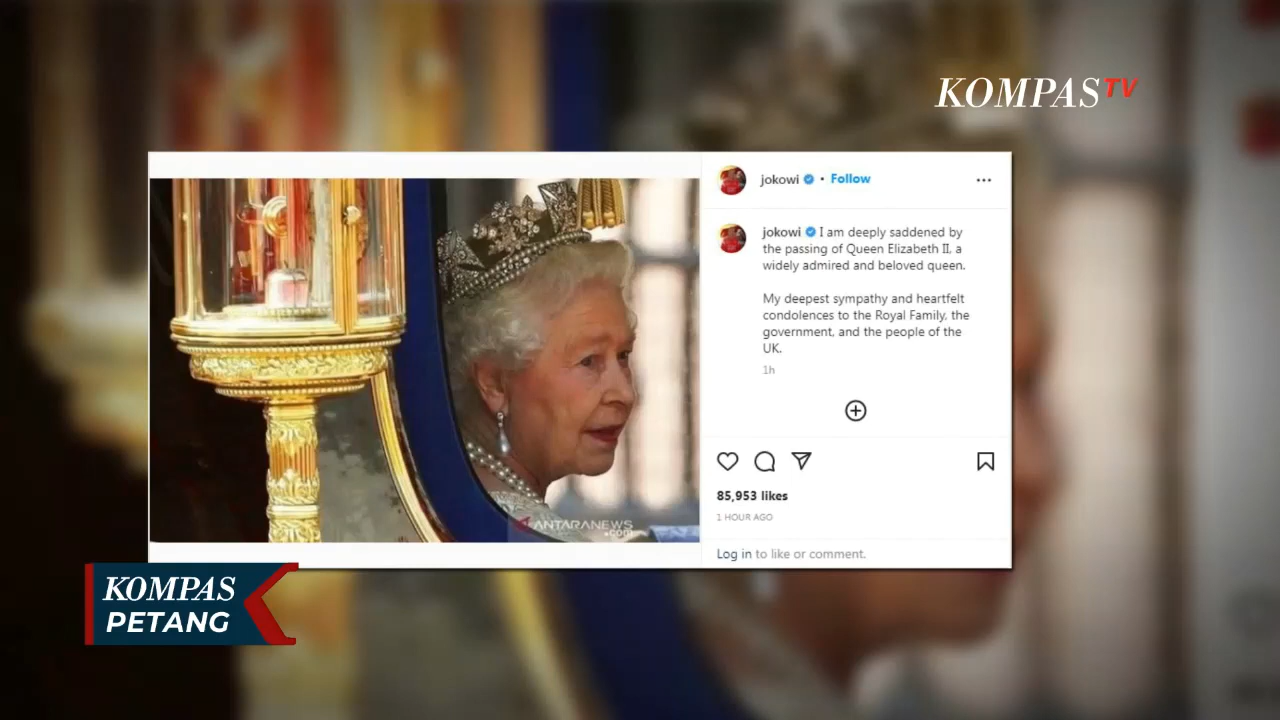 KOMPASTV
jokowi • Follow
jokowi I am deeply saddened by
the passing of Queen Elizabeth II, a
widely admired and beloved queen.
My deepest sympathy and heartfelt
condolences to the Royal Family, the
government, and the people of the
UK.
1h
85,953 likes
1 HOUR AGO
Log in to like or comment.
ANTARANEWS
.com
KOMPAS
PETANG